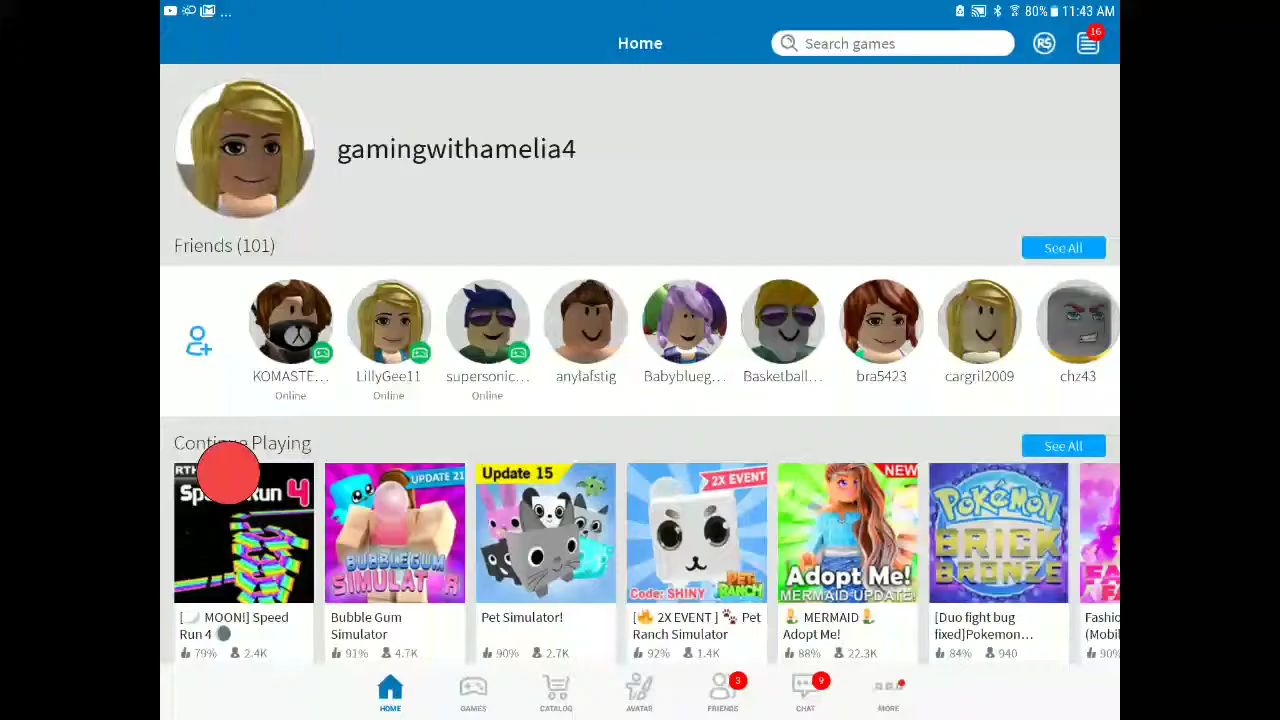 ... 80% 11:43 AM
Home
Search games
R$
16
gamingwithamelia4
Friends (101)
See All
KOMASTE... LillyGee11 supersonic... anylafstig Babyblueg... Basketball... bra5423 cargril2009 chz43
Online Online Online
Continue Playing
See All
4
UPDATE 21
BUBBLEGUM
SIMULATOR
Update 15
2X EVENT
Code: SHINY
PET
RANCH
NEW
Adopt Me!
MERMAID UPDATE!
POKÉMON
BRICK
BRONZE
[🌙 MOON!] Speed
Run 4 🌑
79% 2.4K
Bubble Gum
Simulator
91% 4.7K
Pet Simulator!
90% 2.7K
[🔥 2X EVENT ] 🐾 Pet
Ranch Simulator
92% 1.4K
🧜‍♀️ MERMAID🧜‍♀️
Adopt Me!
88% 22.3K
[Duo fight bug
fixed]Pokemon...
84% 940
Fashio
(Mobil
90%
3 9
HOME GAMES CATALOG AVATAR FRIENDS CHAT MORE